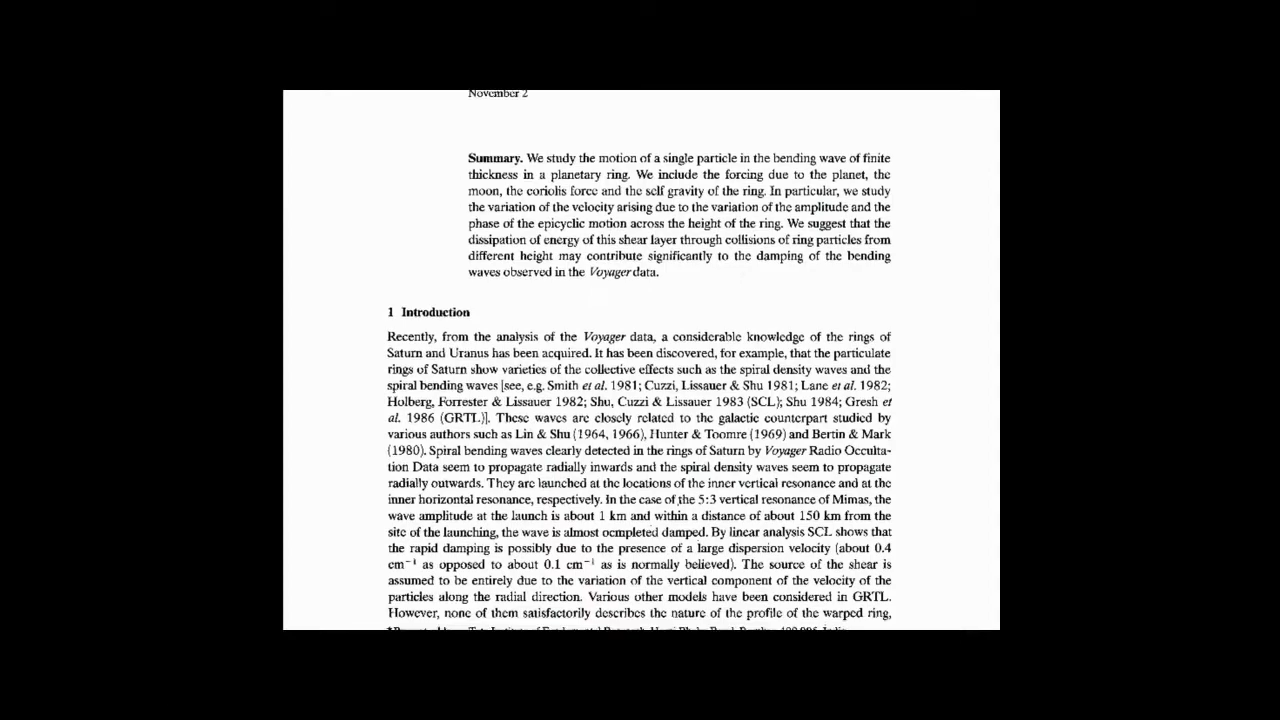 November 2
Summary. We study the motion of a single particle in the bending wave of finite
thickness in a planetary ring. We include the forcing due to the planet, the
moon, the coriolis force and the self gravity of the ring. In particular, we study
the variation of the velocity arising due to the variation of the amplitude and the
phase of the epicyclic motion across the height of the ring. We suggest that the
dissipation of energy of this shear layer through collisions of ring particles from
different height may contribute significantly to the damping of the bending
waves observed in the Voyager data.
1 Introduction
Recently, from the analysis of the Voyager data, a considerable knowledge of the rings of
Saturn and Uranus has been acquired. It has been discovered, for example, that the particulate
rings of Saturn show varieties of the collective effects such as the spiral density waves and the
spiral bending waves [see, e.g. Smith et al. 1981; Cuzzi, Lissauer & Shu 1981; Lane et al. 1982;
Holberg, Forrester & Lissauer 1982; Shu, Cuzzi & Lissauer 1983 (SCL); Shu 1984; Gresh et
al. 1986 (GRTL)]. These waves are closely related to the galactic counterpart studied by
various authors such as Lin & Shu (1964, 1966), Hunter & Toomre (1969) and Bertin & Mark
(1980). Spiral bending waves clearly detected in the rings of Saturn by Voyager Radio Occulta-
tion Data seem to propagate radially inwards and the spiral density waves seem to propagate
radially outwards. They are launched at the locations of the inner vertical resonance and at the
inner horizontal resonance, respectively. In the case of the 5:3 vertical resonance of Mimas, the
wave amplitude at the launch is about 1 km and within a distance of about 150 km from the
site of the launching, the wave is almost ocmpleted damped. By linear analysis SCL shows that
the rapid damping is possibly due to the presence of a large dispersion velocity (about 0.4
cm⁻¹ as opposed to about 0.1 cm⁻¹ as is normally believed). The source of the shear is
assumed to be entirely due to the variation of the vertical component of the velocity of the
particles along the radial direction. Various other models have been considered in GRTL.
However, none of them satisfactorily describes the nature of the profile of the warped ring,